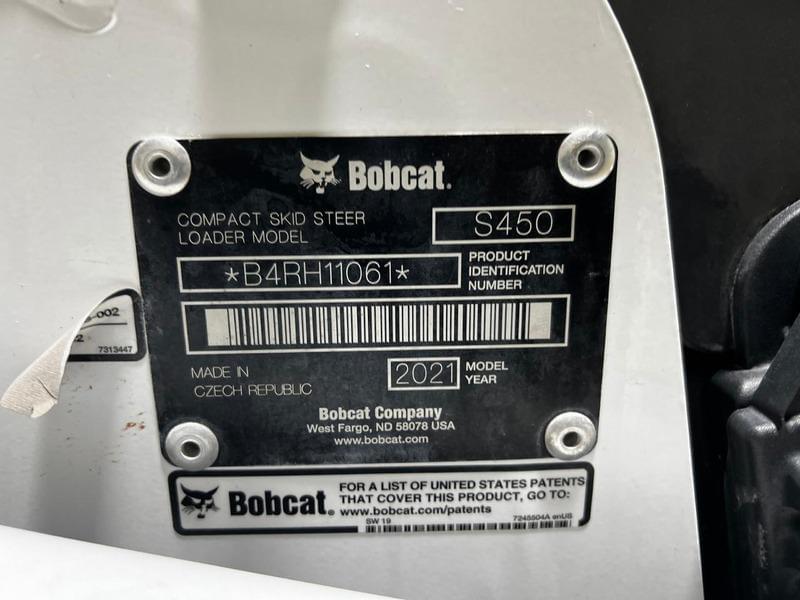 Bobcat.
COMPACT SKID STEER
LOADER MODEL
S450
*B4RH11061*
PRODUCT
IDENTIFICATION
NUMBER
MADE IN
CZECH REPUBLIC
2021
MODEL
YEAR
Bobcat Company
West Fargo, ND 58078 USA
www.bobcat.com
-002
2
7313447
Bobcat.
FOR A LIST OF UNITED STATES PATENTS
THAT COVER THIS PRODUCT, GO TO:
www.bobcat.com/patents
SW 19
7245504A enUS